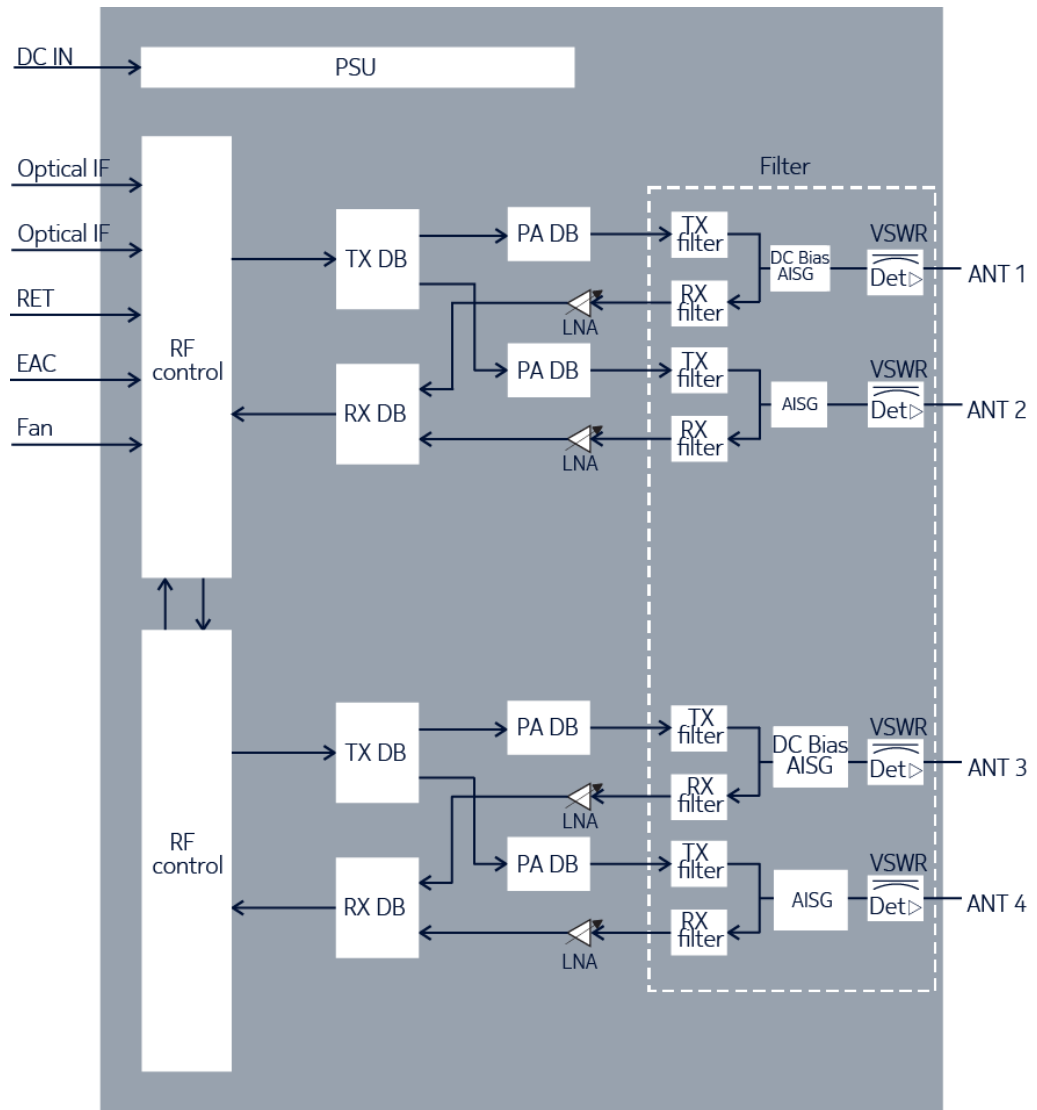 DC IN
PSU
Optical IF
Optical IF
RET
EAC
Fan
RF
control
TX DB
RX DB
PA DB
LNA
PA DB
LNA
Filter
TX
filter
RX
filter
DC Bias
AISG
VSWR
Det
ANT 1
TX
filter
RX
filter
AISG
VSWR
Det
ANT 2
RF
control
TX DB
RX DB
PA DB
LNA
PA DB
LNA
TX
filter
RX
filter
DC Bias
AISG
VSWR
Det
ANT 3
TX
filter
RX
filter
AISG
VSWR
Det
ANT 4